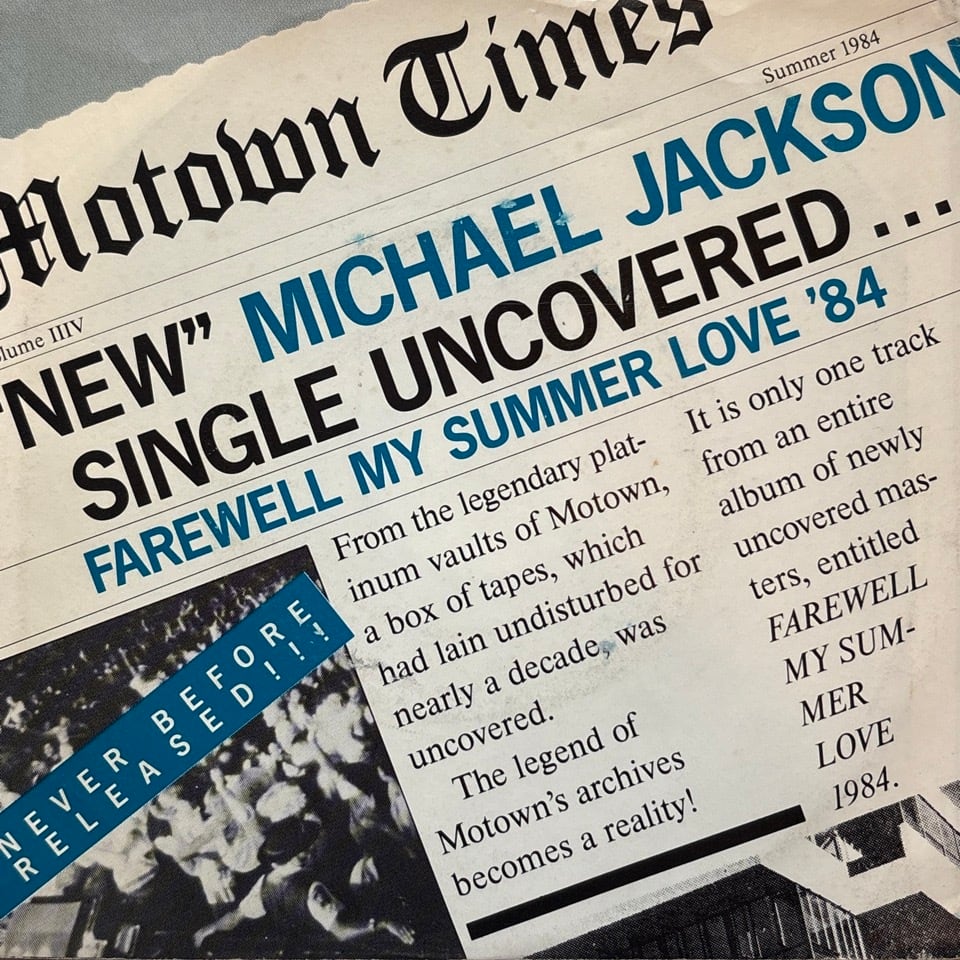 Motown Times
Summer 1984
lume IIIV
"NEW" MICHAEL JACKSON
SINGLE UNCOVERED...
FAREWELL MY SUMMER LOVE '84
From the legendary plat-
inum vaults of Motown,
a box of tapes, which
had lain undisturbed for
nearly a decade, was
uncovered.
The legend of
Motown's archives
becomes a reality!
It is only one track
from an entire
album of newly
uncovered mas-
ters, entitled
FAREWELL
MY SUM-
MER
LOVE
1984.
NEVER BEFORE
RELEASED!!!